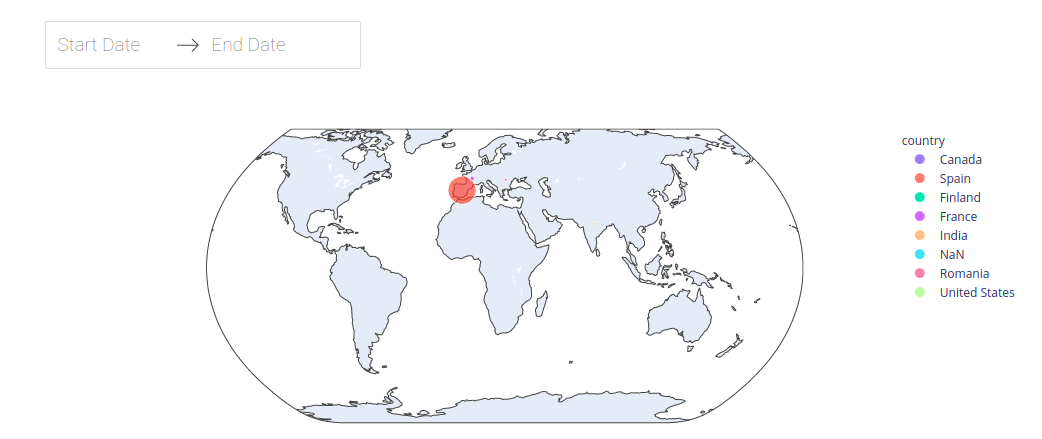 Start Date → End Date
country
Canada
Spain
Finland
France
India
NaN
Romania
United States